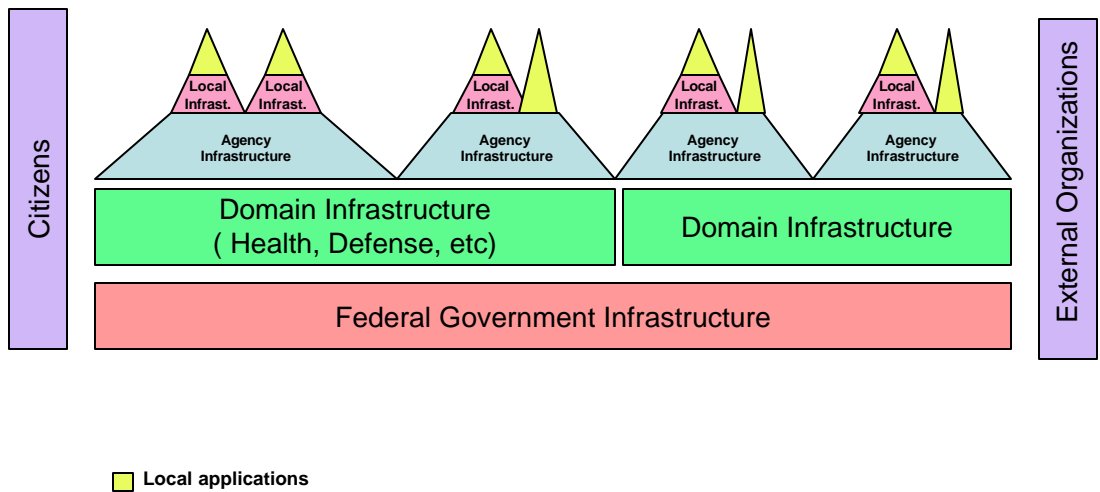 Citizens
Local
Infrast.
Local
Infrast.
Local
Infrast.
Local
Infrast.
Local
Infrast.
Agency
Infrastructure
Agency
Infrastructure
Agency
Infrastructure
Agency
Infrastructure
Domain Infrastructure
( Health, Defense, etc)
Domain Infrastructure
Federal Government Infrastructure
External Organizations
Local applications